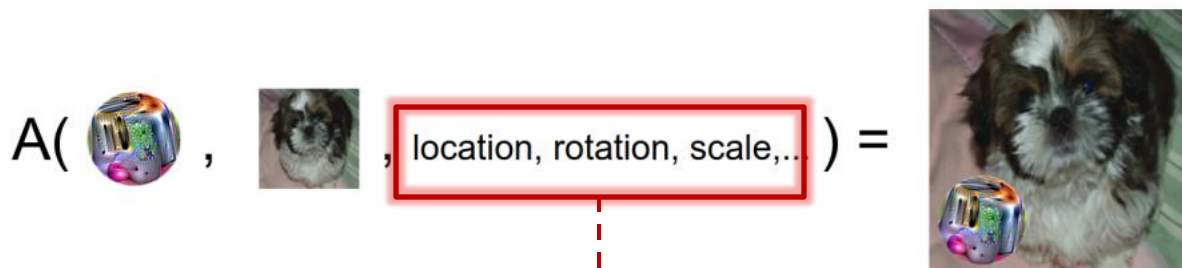 A( , , location, rotation, scale,... ) =